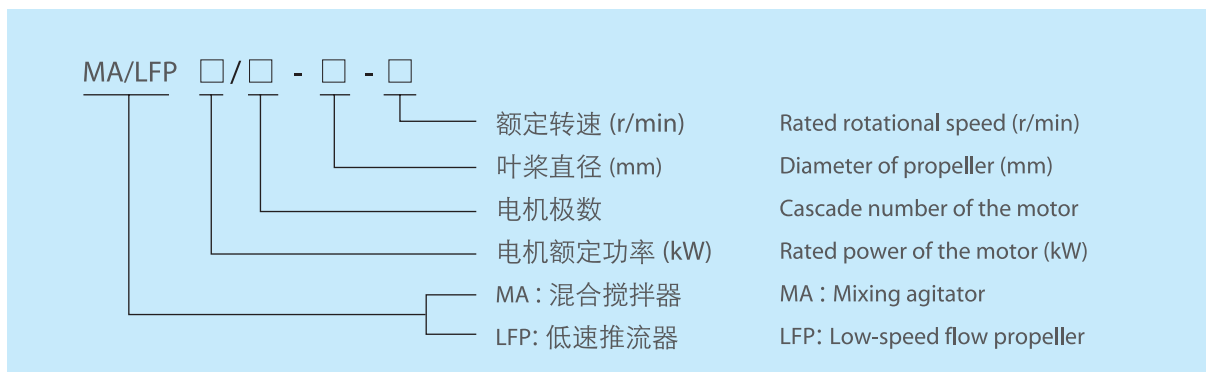 MA/LFP □/□ - □ - □
额定转速 (r/min) Rated rotational speed (r/min)
叶桨直径 (mm) Diameter of propeller (mm)
电机极数 Cascade number of the motor
电机额定功率 (kW) Rated power of the motor (kW)
MA : 混合搅拌器 MA : Mixing agitator
LFP: 低速推流器 LFP: Low-speed flow propeller